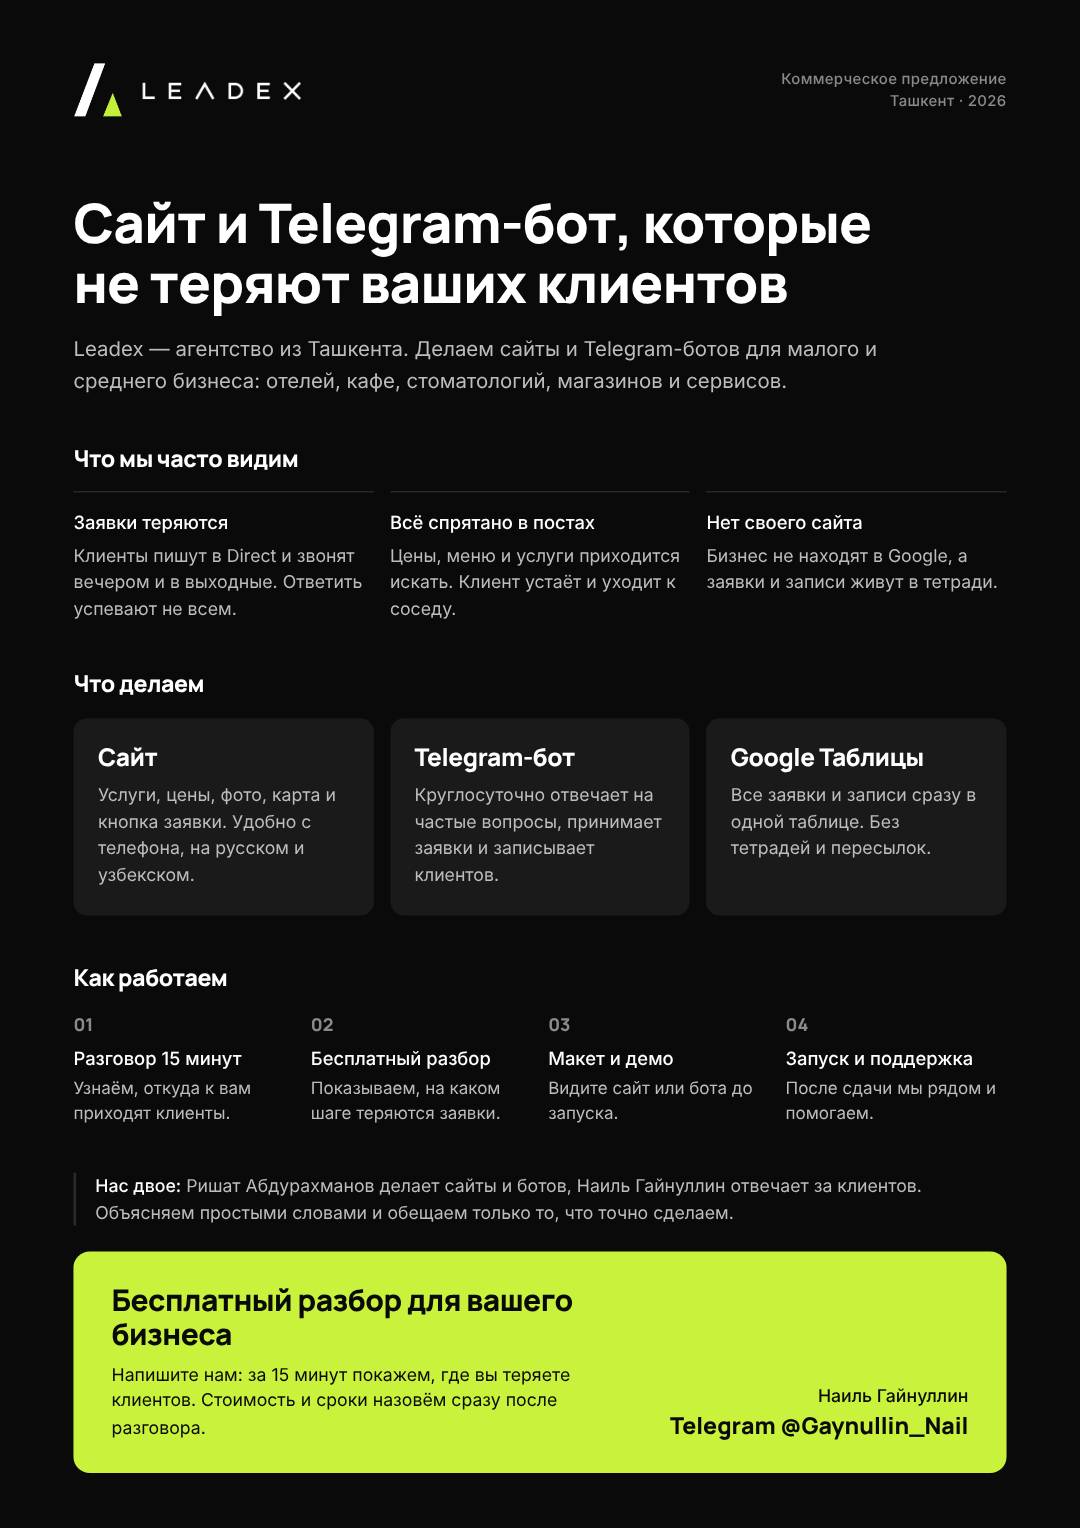 LEADEX
Коммерческое предложение
Ташкент · 2026
Сайт и Telegram-бот, которые
не теряют ваших клиентов
Leadex — агентство из Ташкента. Делаем сайты и Telegram-ботов для малого и
среднего бизнеса: отелей, кафе, стоматологий, магазинов и сервисов.
Что мы часто видим
Заявки теряются
Клиенты пишут в Direct и звонят
вечером и в выходные. Ответить
успевают не всем.
Всё спрятано в постах
Цены, меню и услуги приходится
искать. Клиент устаёт и уходит к
соседу.
Нет своего сайта
Бизнес не находят в Google, а
заявки и записи живут в тетради.
Что делаем
Сайт
Услуги, цены, фото, карта и
кнопка заявки. Удобно с
телефона, на русском и
узбекском.
Telegram-бот
Круглосуточно отвечает на
частые вопросы, принимает
заявки и записывает
клиентов.
Google Таблицы
Все заявки и записи сразу в
одной таблице. Без
тетрадей и пересылок.
Как работаем
01
Разговор 15 минут
Узнаём, откуда к вам
приходят клиенты.
02
Бесплатный разбор
Показываем, на каком
шаге теряются заявки.
03
Макет и демо
Видите сайт или бота до
запуска.
04
Запуск и поддержка
После сдачи мы рядом и
помогаем.
Нас двое: Ришат Абдурахманов делает сайты и ботов, Наиль Гайнуллин отвечает за клиентов.
Объясняем простыми словами и обещаем только то, что точно сделаем.
Бесплатный разбор для вашего
бизнеса
Напишите нам: за 15 минут покажем, где вы теряете
клиентов. Стоимость и сроки назовём сразу после
разговора.
Наиль Гайнуллин
Telegram @Gaynullin_Nail